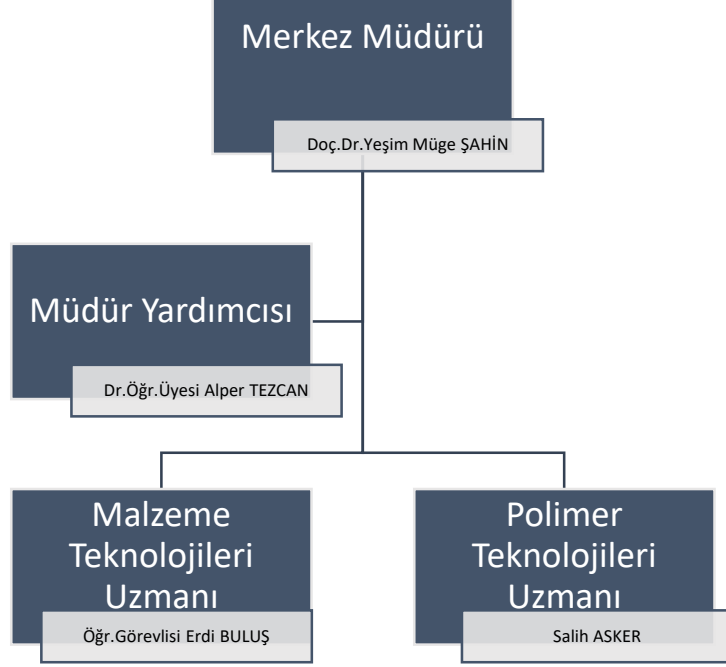 Merkez Müdürü
Doç.Dr.Yeşim Müge ŞAHİN
Müdür Yardımcısı
Dr.Öğr.Üyesi Alper TEZCAN
Malzeme
Teknolojileri
Uzmanı
Öğr.Görevlisi Erdi BULUŞ
Polimer
Teknolojileri
Uzmanı
Salih ASKER